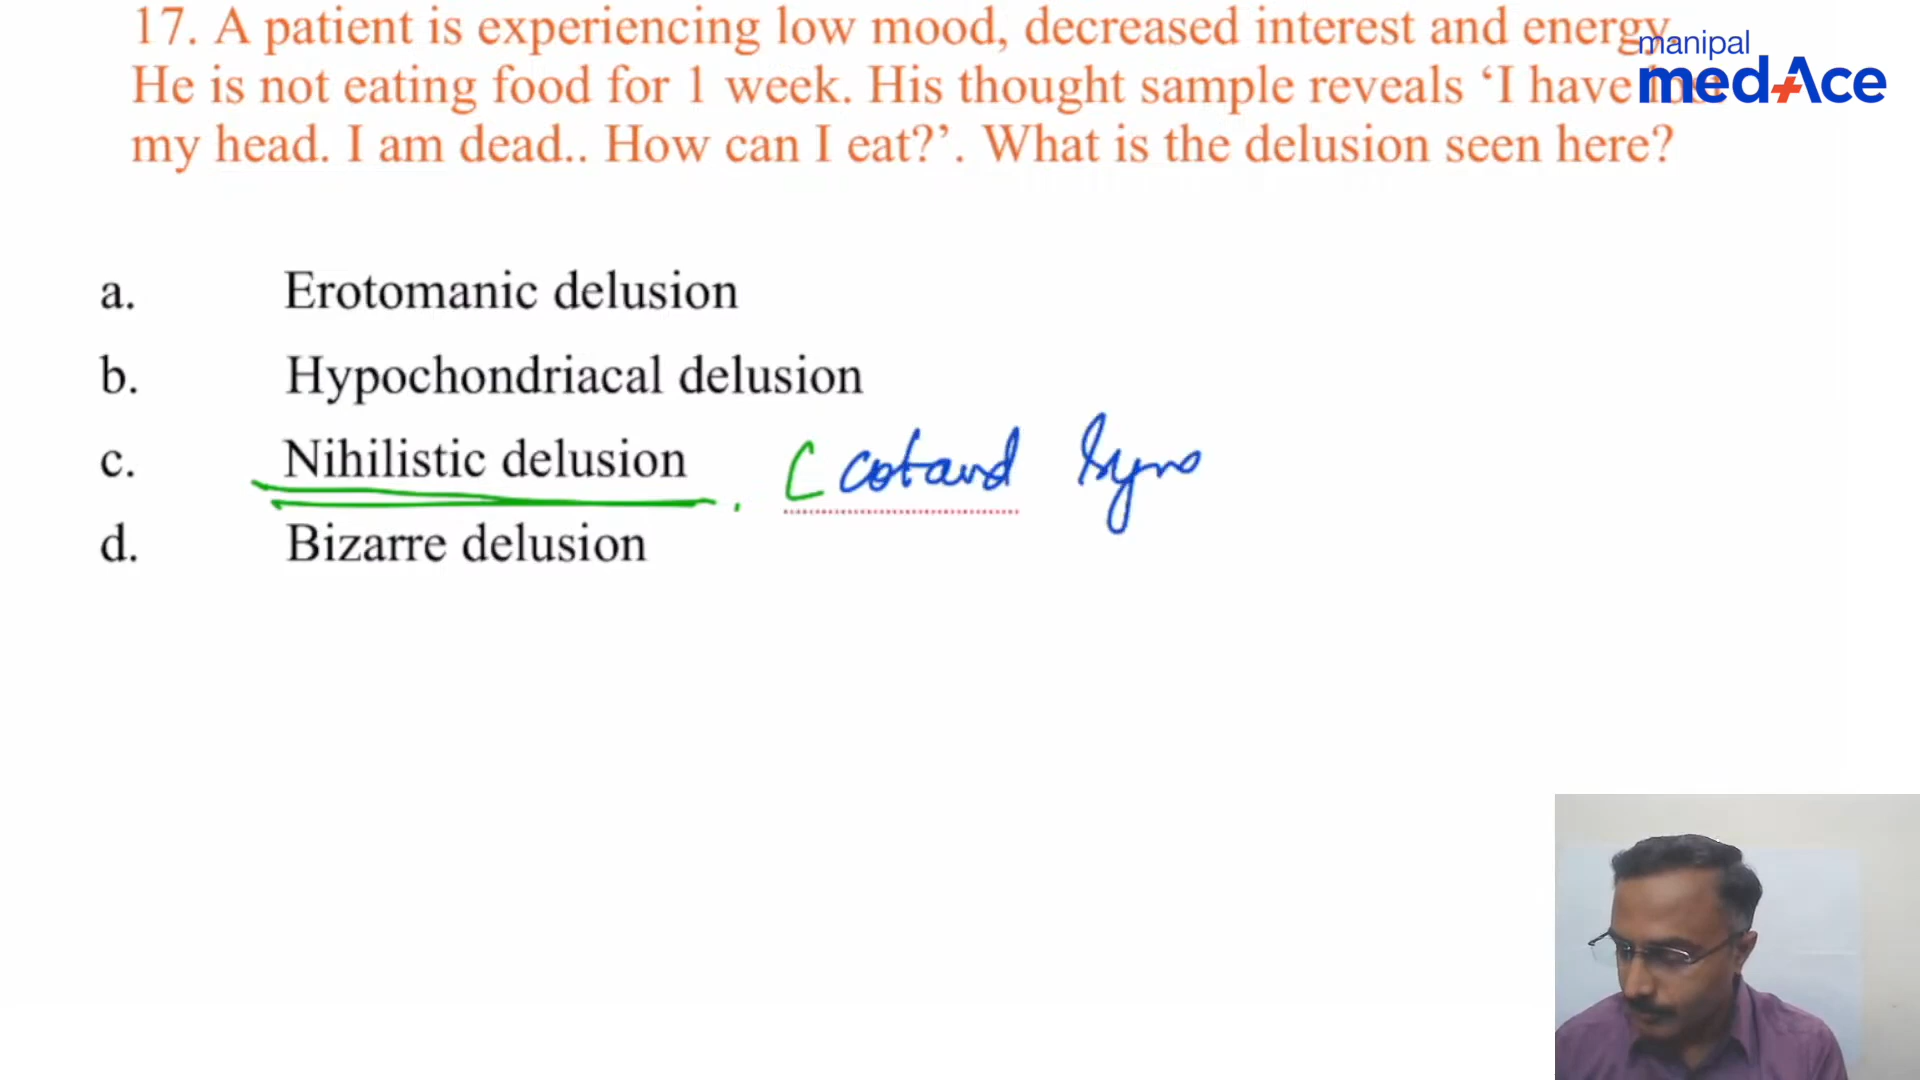 17. A patient is experiencing low mood, decreased interest and energy.
manipal
He is not eating food for 1 week. His thought sample reveals ‘I have lost
medAce
my head. I am dead.. How can I eat?’. What is the delusion seen here?
a. Erotomanic delusion
b. Hypochondriacal delusion
c. Nihilistic delusion . ( cotard Syno
d. Bizarre delusion